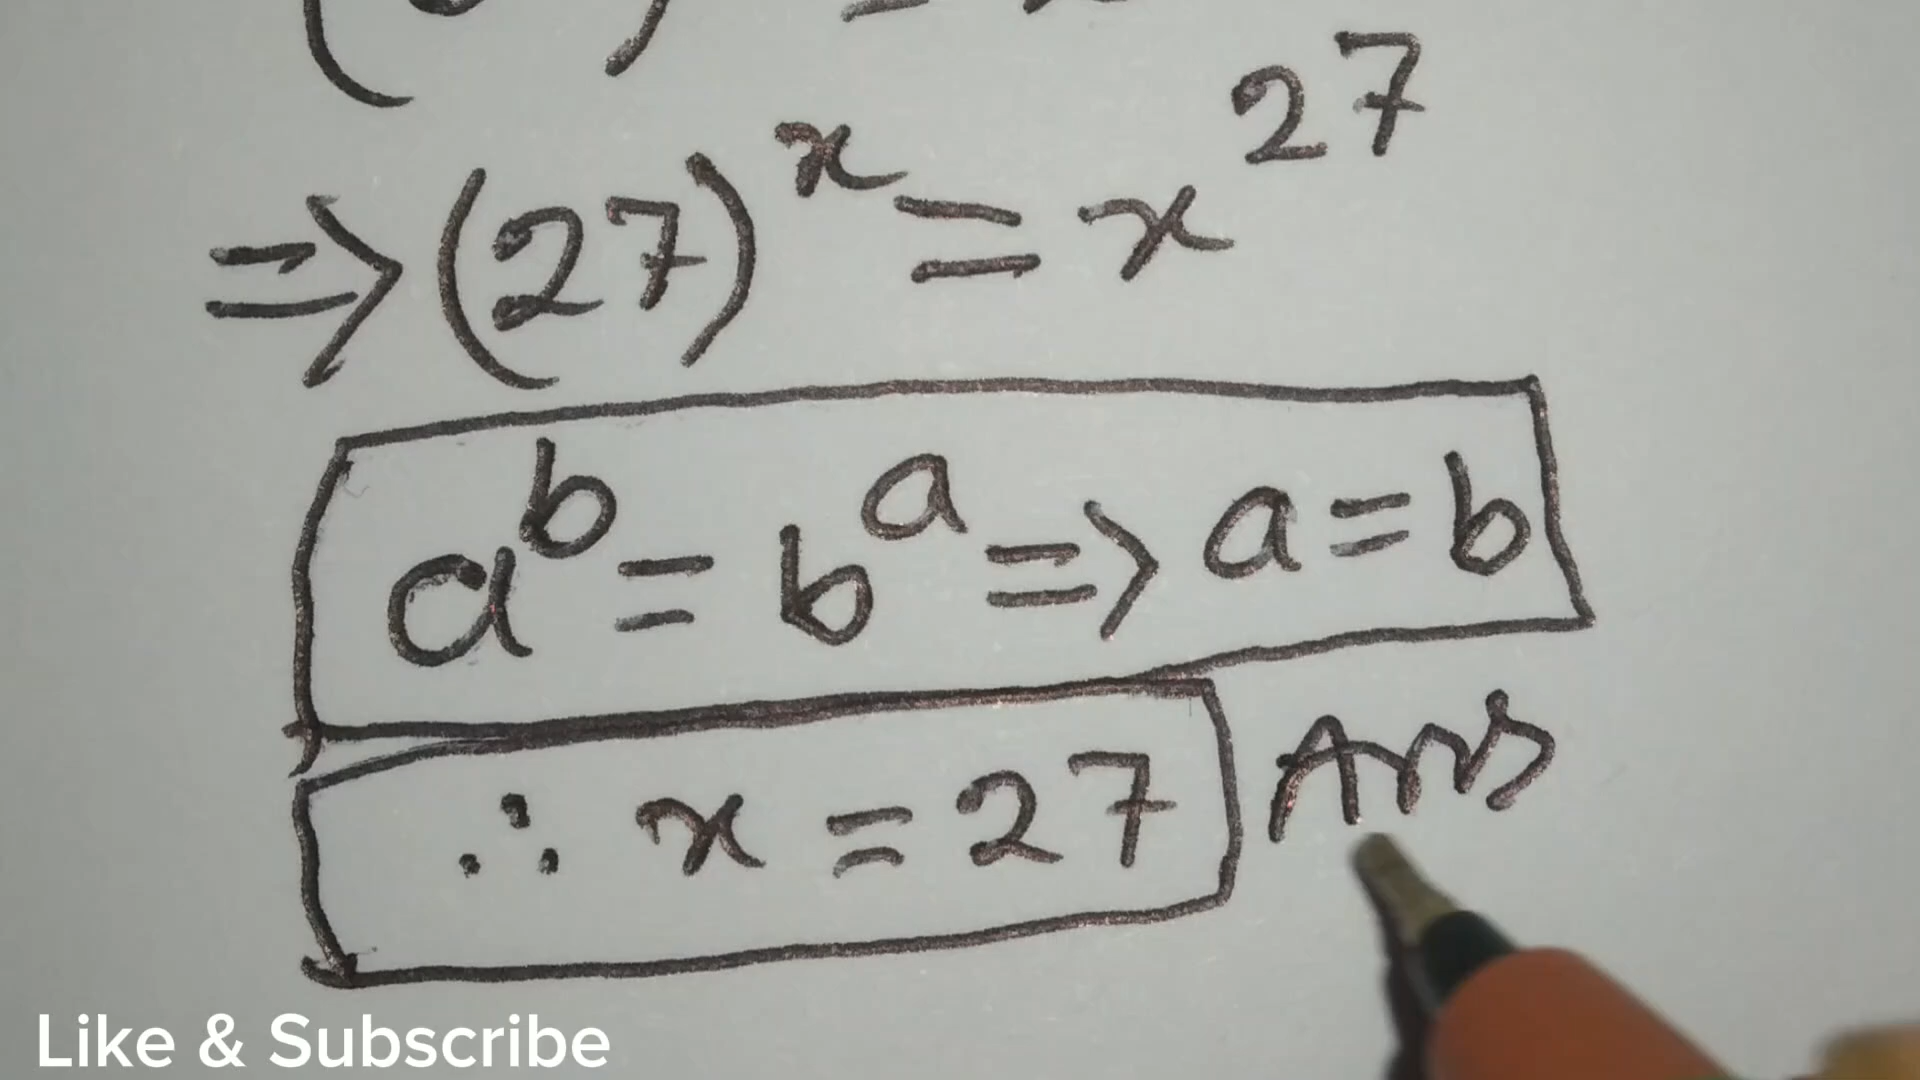 ⇒ (27)^x = x^27
a^b = b^a ⇒ a = b
∴ x = 27 Ans
Like & Subscribe